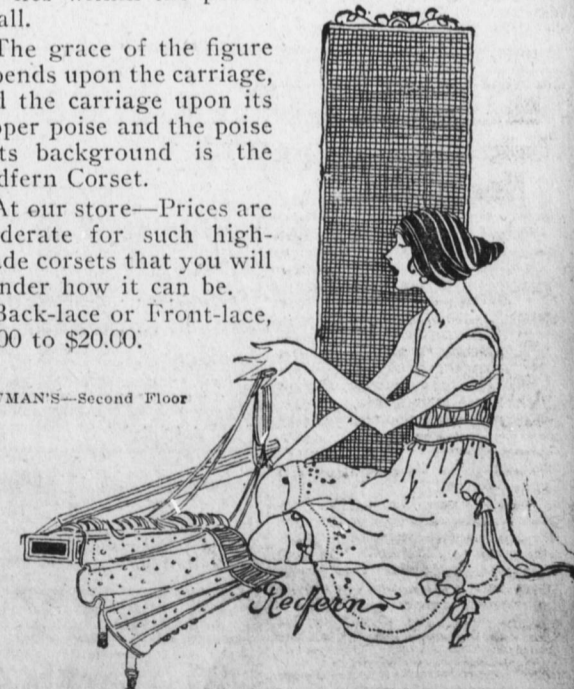 all.
The grace of the figure
pends upon the carriage,
d the carriage upon its
oper poise and the poise
ts background is the
dfern Corset.
At our store—Prices are
derate for such high-
ade corsets that you will
nder how it can be.
Back-lace or Front-lace,
00 to $20.00.
MAN'S—Second Floor
Redfern